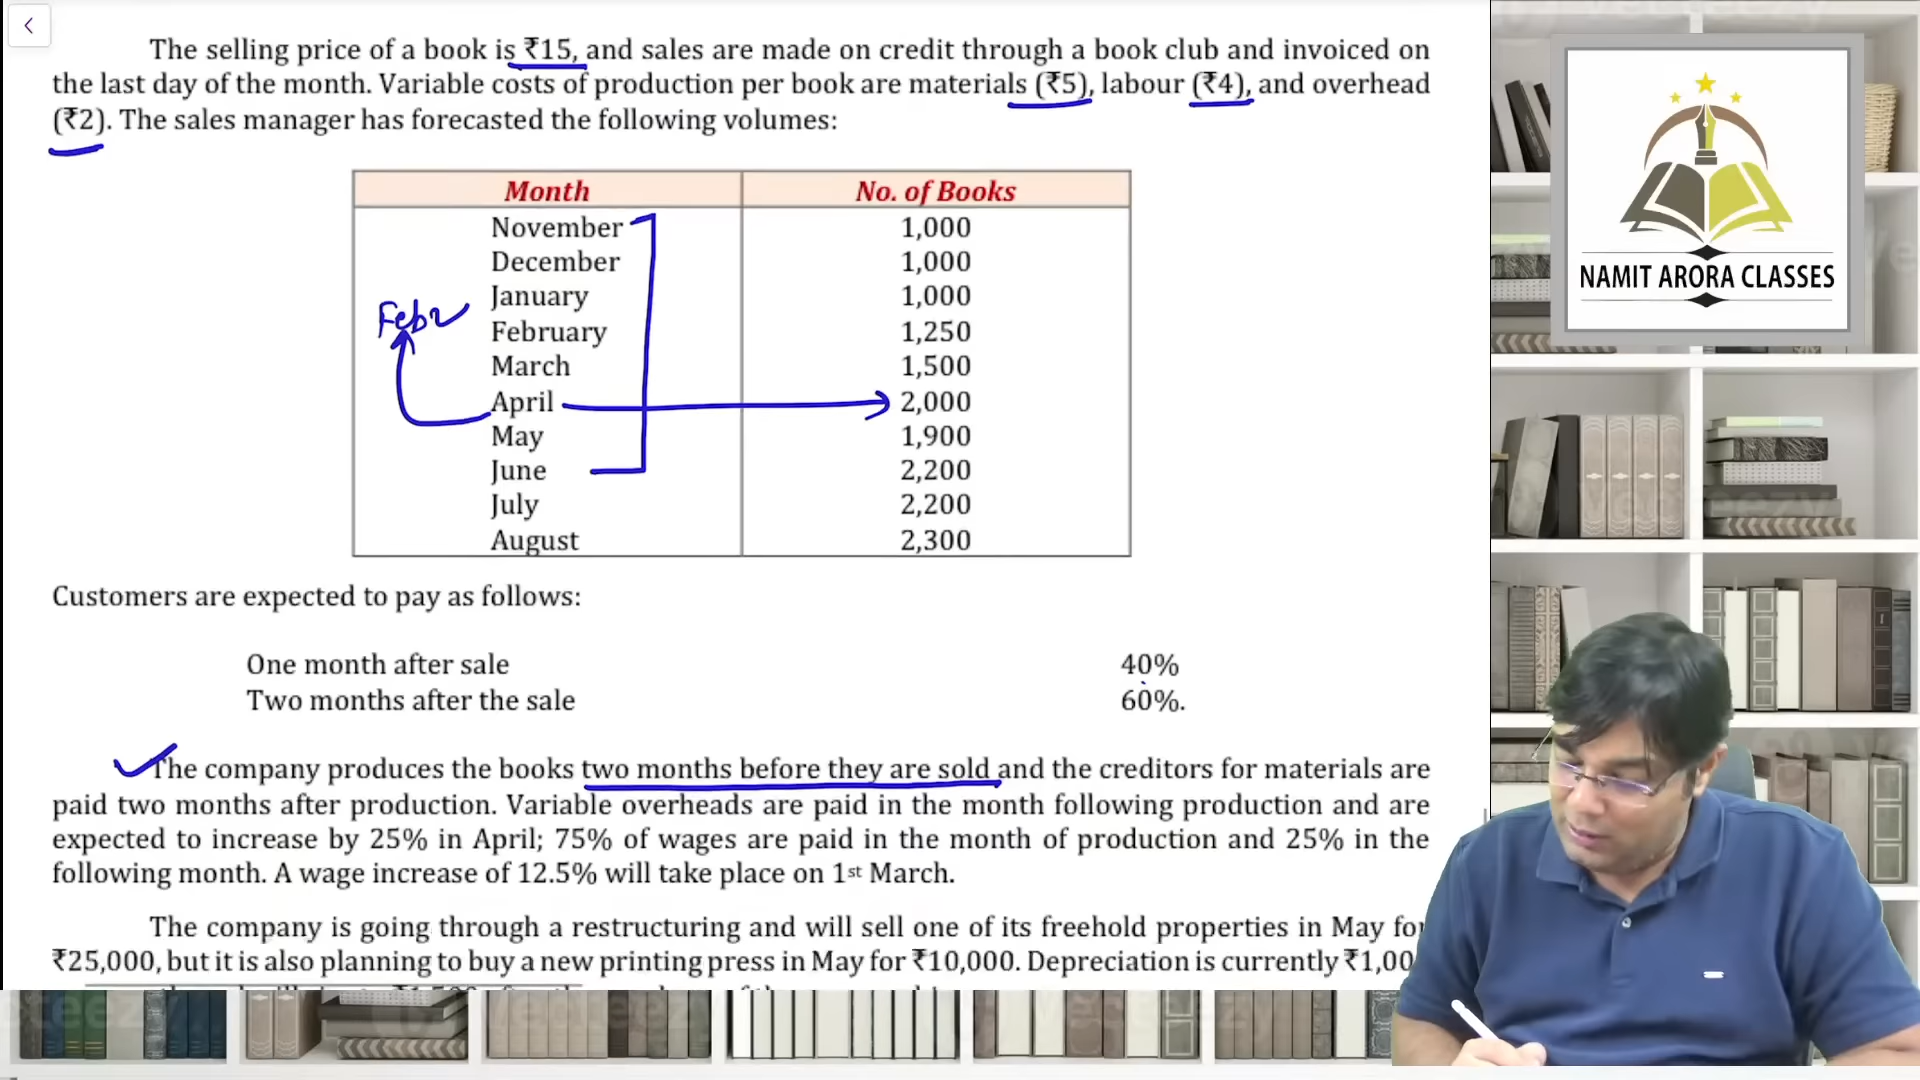 The selling price of a book is ₹15, and sales are made on credit through a book club and invoiced on
the last day of the month. Variable costs of production per book are materials (₹5), labour (₹4), and overhead
(₹2). The sales manager has forecasted the following volumes:
Month No. of Books
November 1,000
December 1,000
January 1,000
Febr
February 1,250
March 1,500
April 2,000
May 1,900
June 2,200
July 2,200
August 2,300
Customers are expected to pay as follows:
One month after sale 40%
Two months after the sale 60%.
The company produces the books two months before they are sold and the creditors for materials are
paid two months after production. Variable overheads are paid in the month following production and are
expected to increase by 25% in April; 75% of wages are paid in the month of production and 25% in the
following month. A wage increase of 12.5% will take place on 1st March.
The company is going through a restructuring and will sell one of its freehold properties in May for
₹25,000, but it is also planning to buy a new printing press in May for ₹10,000. Depreciation is currently ₹1,00
NAMIT ARORA CLASSES